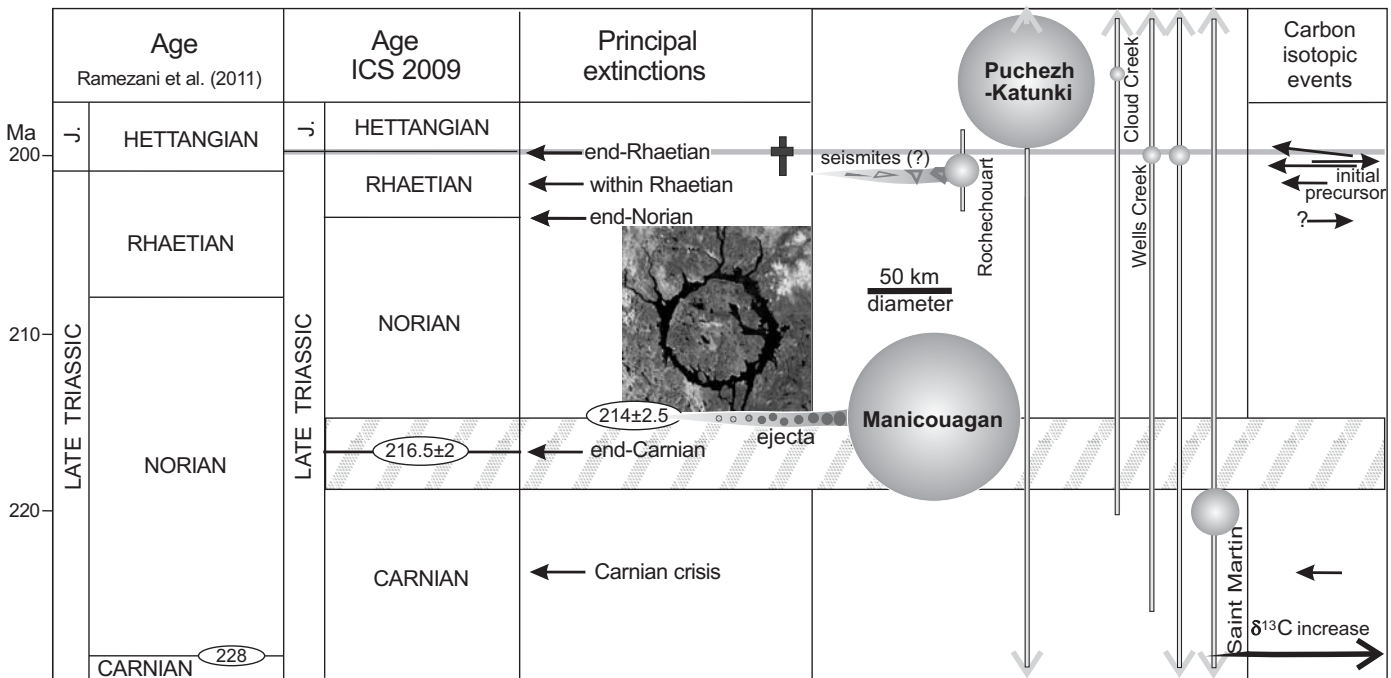 Age
Ramezani et al. (2011)
Age
ICS 2009
Principal
extinctions
Carbon
isotopic
events
Ma
200
210
220
J.
LATE TRIASSIC
HETTANGIAN
RHAETIAN
NORIAN
228
CARNIAN
J.
LATE TRIASSIC
HETTANGIAN
RHAETIAN
NORIAN
216.5±2
CARNIAN
end-Rhaetian
within Rhaetian
end-Norian
214±2.5
end-Carnian
Carnian crisis
seismites (?)
ejecta
Puchezh
-Katunki
Rochechouart
50 km
diameter
Manicouagan
Cloud Creek
Wells Creek
Saint Martin
initial
precursor
?
δ¹³C increase